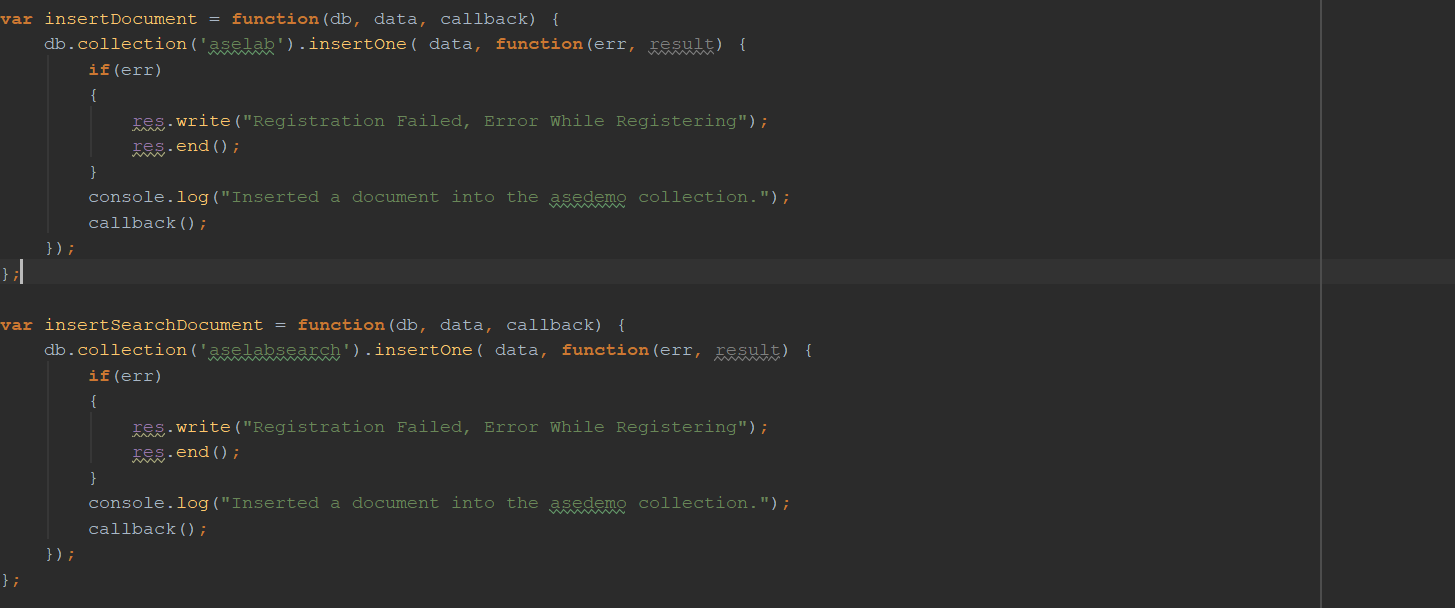 var insertDocument = function(db, data, callback) {
    db.collection('aselab').insertOne( data, function(err, result) {
        if(err)
        {
            res.write("Registration Failed, Error While Registering");
            res.end();
        }
        console.log("Inserted a document into the asedemo collection.");
        callback();
    });
};
var insertSearchDocument = function(db, data, callback) {
    db.collection('aselabsearch').insertOne( data, function(err, result) {
        if(err)
        {
            res.write("Registration Failed, Error While Registering");
            res.end();
        }
        console.log("Inserted a document into the asedemo collection.");
        callback();
    });
};